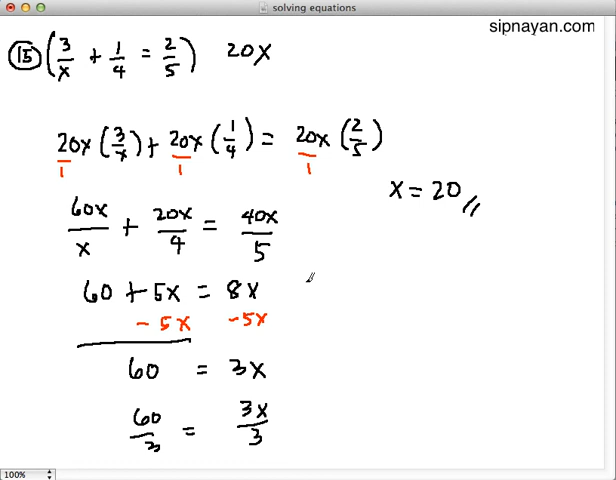 solving equations
sipnayan.com
15 (3/x + 1/4 = 2/5) 20x
20x/1 (3/x) + 20x/1 (1/4) = 20x/1 (2/5)
x = 20 //
60x/x + 20x/4 = 40x/5
60 + 5x = 8x
- 5x - 5x
60 = 3x
60/3 = 3x/3
100%